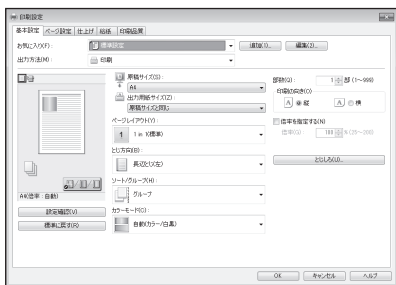 印刷設定
基本設定 ページ設定 仕上げ 給紙 印刷品質
お気に入り(F): 標準設定 追加(1)... 編集(2)...
出力方法(M): 印刷
原稿サイズ(S):
A4
出力用紙サイズ(Z):
原稿サイズと同じ
ページレイアウト(Y):
1 1 in 1(標準)
とじ方向(B):
長辺とじ(左)
ソート/グループ(H):
グループ
カラーモード(C):
自動(カラー/白黒)
部数(Q): 1 部 (1～999)
印刷の向き(O)
A 縦 A 横
倍率を指定する(N)
倍率(G): 100 % (25～200)
とじしろ(U)...
A4(倍率: 自動)
設定確認(V)
標準に戻す(R)
OK キャンセル ヘルプ